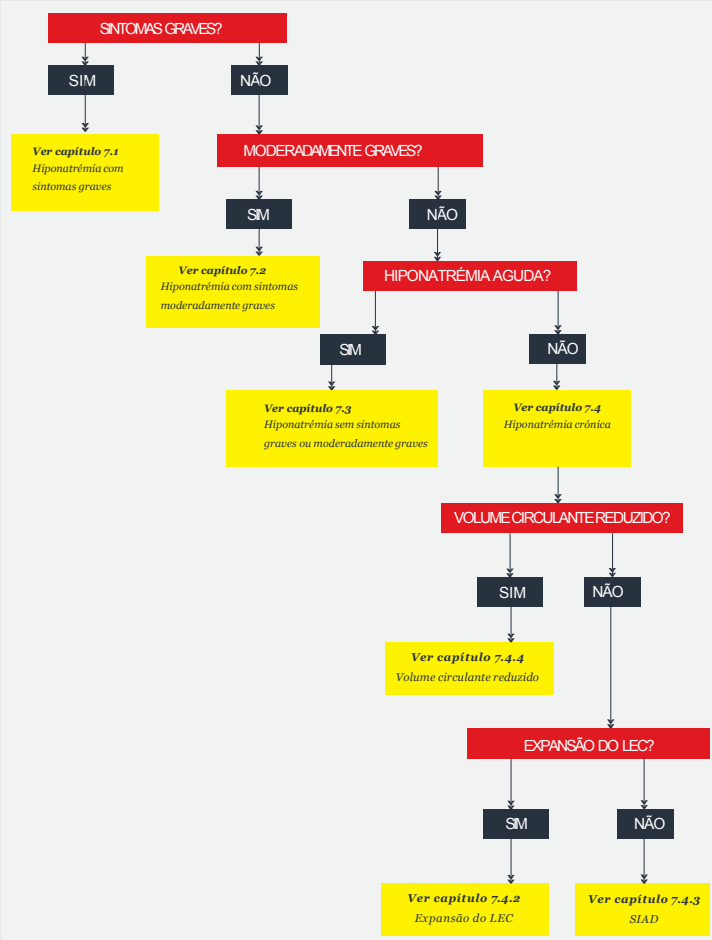 SINTOMAS GRAVES?
SIM
NÃO
Ver capítulo 7.1
Hiponatrémia com
sintomas graves
MODERADAMENTE GRAVES?
SIM
NÃO
Ver capítulo 7.2
Hiponatrémia com sintomas
moderadamente graves
HIPONATRÉMIA AGUDA?
SIM
NÃO
Ver capítulo 7.3
Hiponatrémia sem sintomas
graves ou moderadamente graves
Ver capítulo 7.4
Hiponatrémia crónica
VOLUME CIRCULANTE REDUZIDO?
SIM
NÃO
Ver capítulo 7.4.4
Volume circulante reduzido
EXPANSÃO DO LEC?
SIM
NÃO
Ver capítulo 7.4.2
Expansão do LEC
Ver capítulo 7.4.3
SIAD